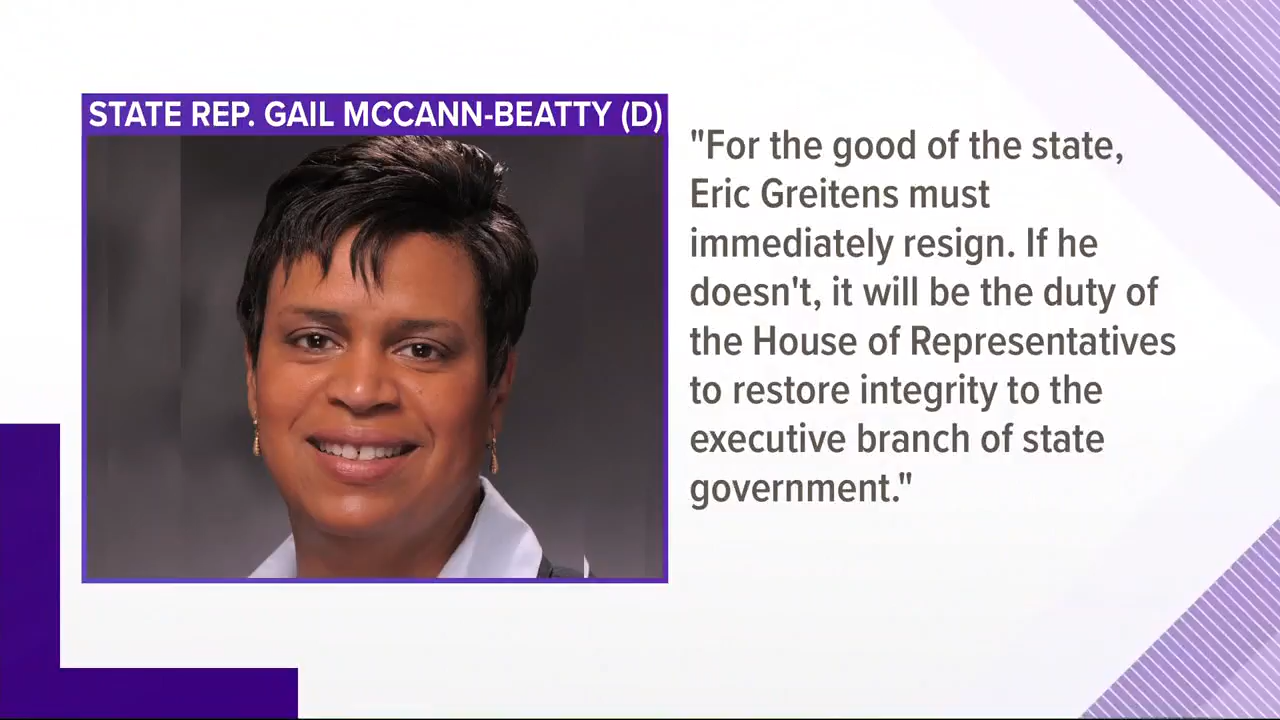 STATE REP. GAIL MCCANN-BEATTY (D)
"For the good of the state,
Eric Greitens must
immediately resign. If he
doesn't, it will be the duty of
the House of Representatives
to restore integrity to the
executive branch of state
government."